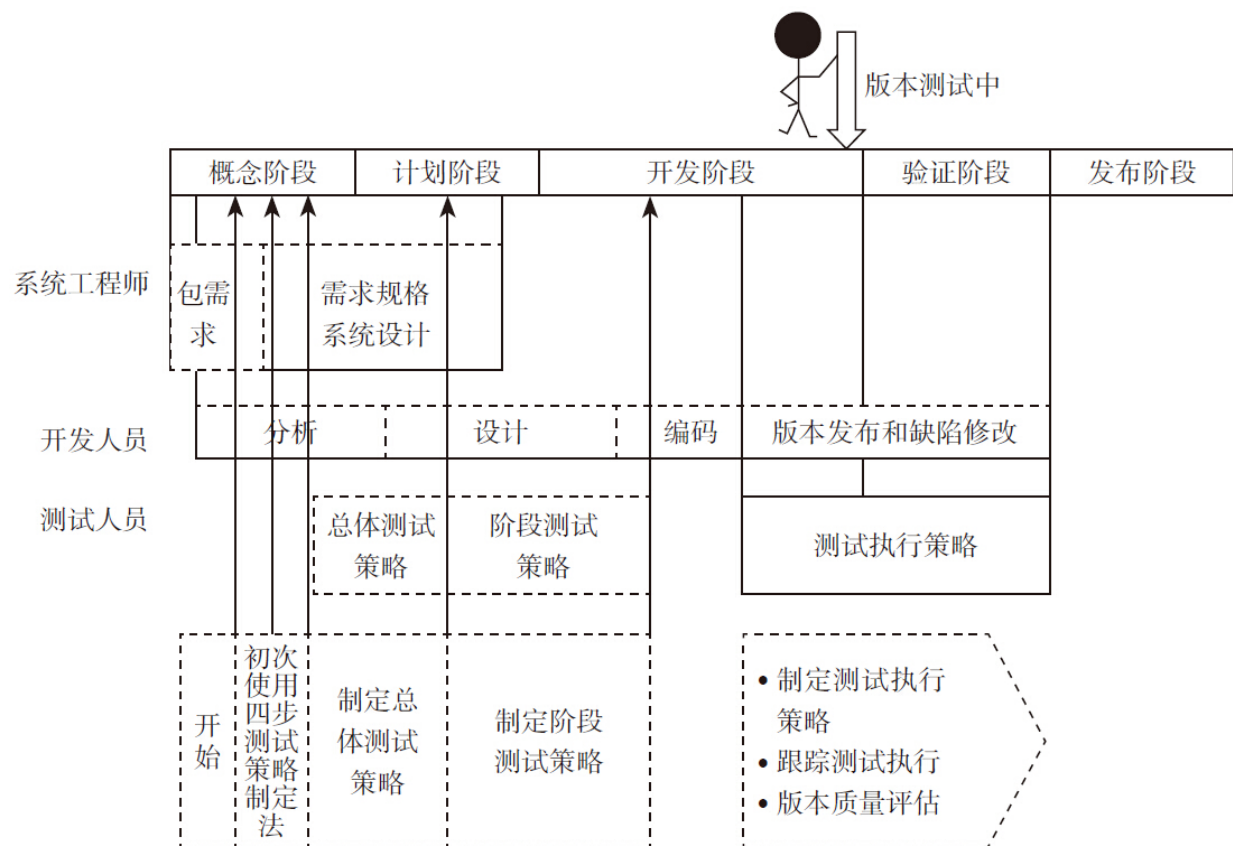 版本测试中
概念阶段
计划阶段
开发阶段
验证阶段
发布阶段
系统工程师
包需
求
需求规格
系统设计
开发人员
分析
设计
编码
版本发布和缺陷修改
测试人员
总体测试
策略
阶段测试
策略
测试执行策略
开
始
初次
使用
四步
测试
策略
制定
法
制定总
体测试
策略
制定阶段
测试策略
• 制定测试执行
策略
• 跟踪测试执行
• 版本质量评估